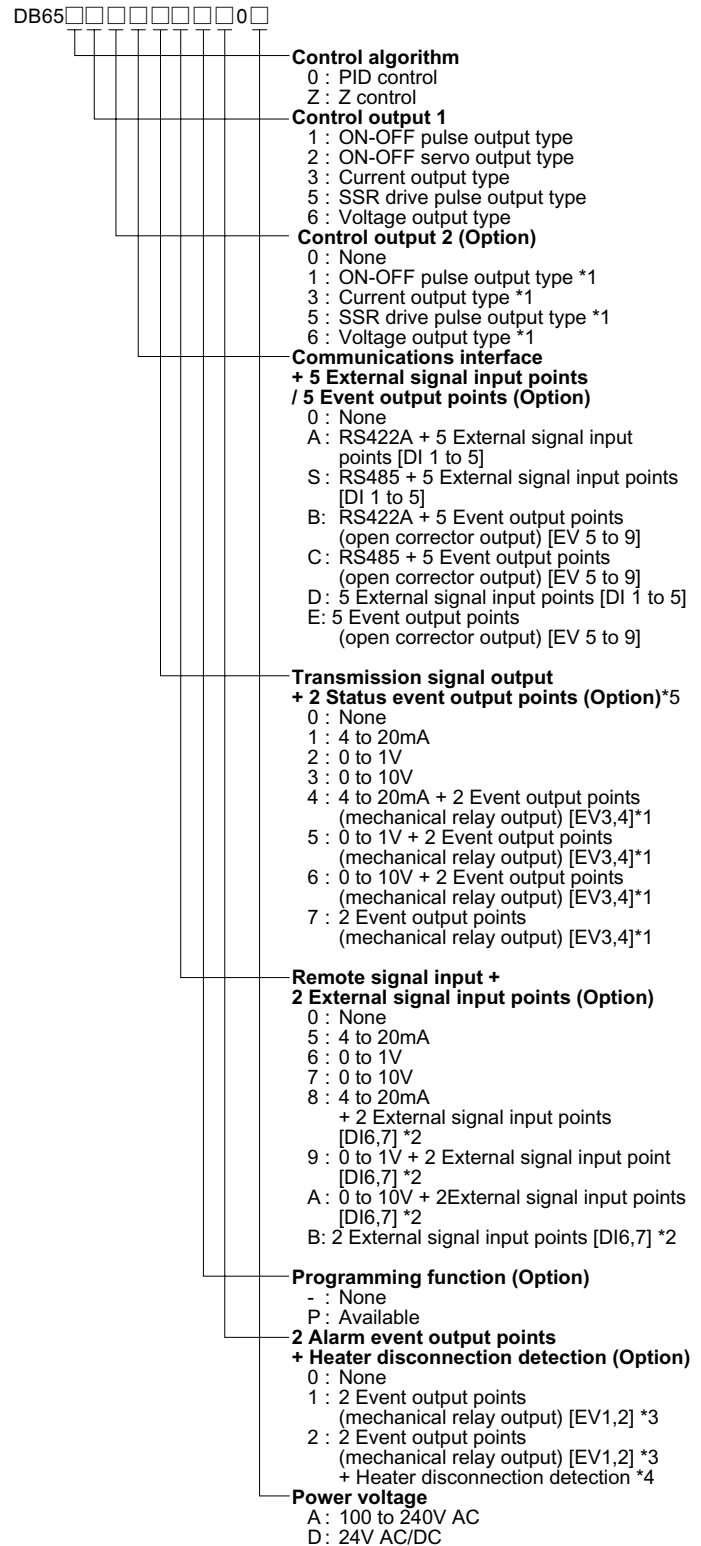 DB65□□□□□□□□0□
Control algorithm
0 : PID control
Z : Z control
Control output 1
1 : ON-OFF pulse output type
2 : ON-OFF servo output type
3 : Current output type
5 : SSR drive pulse output type
6 : Voltage output type
Control output 2 (Option)
0 : None
1 : ON-OFF pulse output type *1
3 : Current output type *1
5 : SSR drive pulse output type *1
6 : Voltage output type *1
Communications interface
+ 5 External signal input points
/ 5 Event output points (Option)
0 : None
A : RS422A + 5 External signal input
points [DI 1 to 5]
S : RS485 + 5 External signal input points
[DI 1 to 5]
B: RS422A + 5 Event output points
(open corrector output) [EV 5 to 9]
C : RS485 + 5 Event output points
(open corrector output) [EV 5 to 9]
D : 5 External signal input points [DI 1 to 5]
E: 5 Event output points
(open corrector output) [EV 5 to 9]
Transmission signal output
+ 2 Status event output points (Option)*5
0 : None
1 : 4 to 20mA
2 : 0 to 1V
3 : 0 to 10V
4 : 4 to 20mA + 2 Event output points
(mechanical relay output) [EV3,4]*1
5 : 0 to 1V + 2 Event output points
(mechanical relay output) [EV3,4]*1
6 : 0 to 10V + 2 Event output points
(mechanical relay output) [EV3,4]*1
7 : 2 Event output points
(mechanical relay output) [EV3,4]*1
Remote signal input +
2 External signal input points (Option)
0 : None
5 : 4 to 20mA
6 : 0 to 1V
7 : 0 to 10V
8 : 4 to 20mA
+ 2 External signal input points
[DI6,7] *2
9 : 0 to 1V + 2 External signal input point
[DI6,7] *2
A : 0 to 10V + 2External signal input points
[DI6,7] *2
B: 2 External signal input points [DI6,7] *2
Programming function (Option)
- : None
P : Available
2 Alarm event output points
+ Heater disconnection detection (Option)
0 : None
1 : 2 Event output points
(mechanical relay output) [EV1,2] *3
2 : 2 Event output points
(mechanical relay output) [EV1,2] *3
+ Heater disconnection detection *4
Power voltage
A : 100 to 240V AC
D : 24V AC/DC